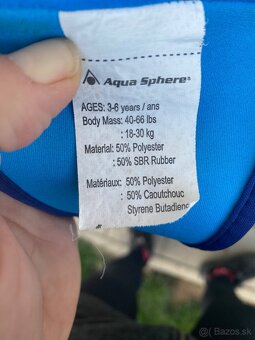 Aqua Sphere®
AGES: 3-6 years / ans
Body Mass: 40-66 lbs
: 18-30 kg
Material: 50% Polyester
: 50% SBR Rubber
Matériaux: 50% Polyester
: 50% Caoutchouc
Styrene Butadiene
© bazos.sk